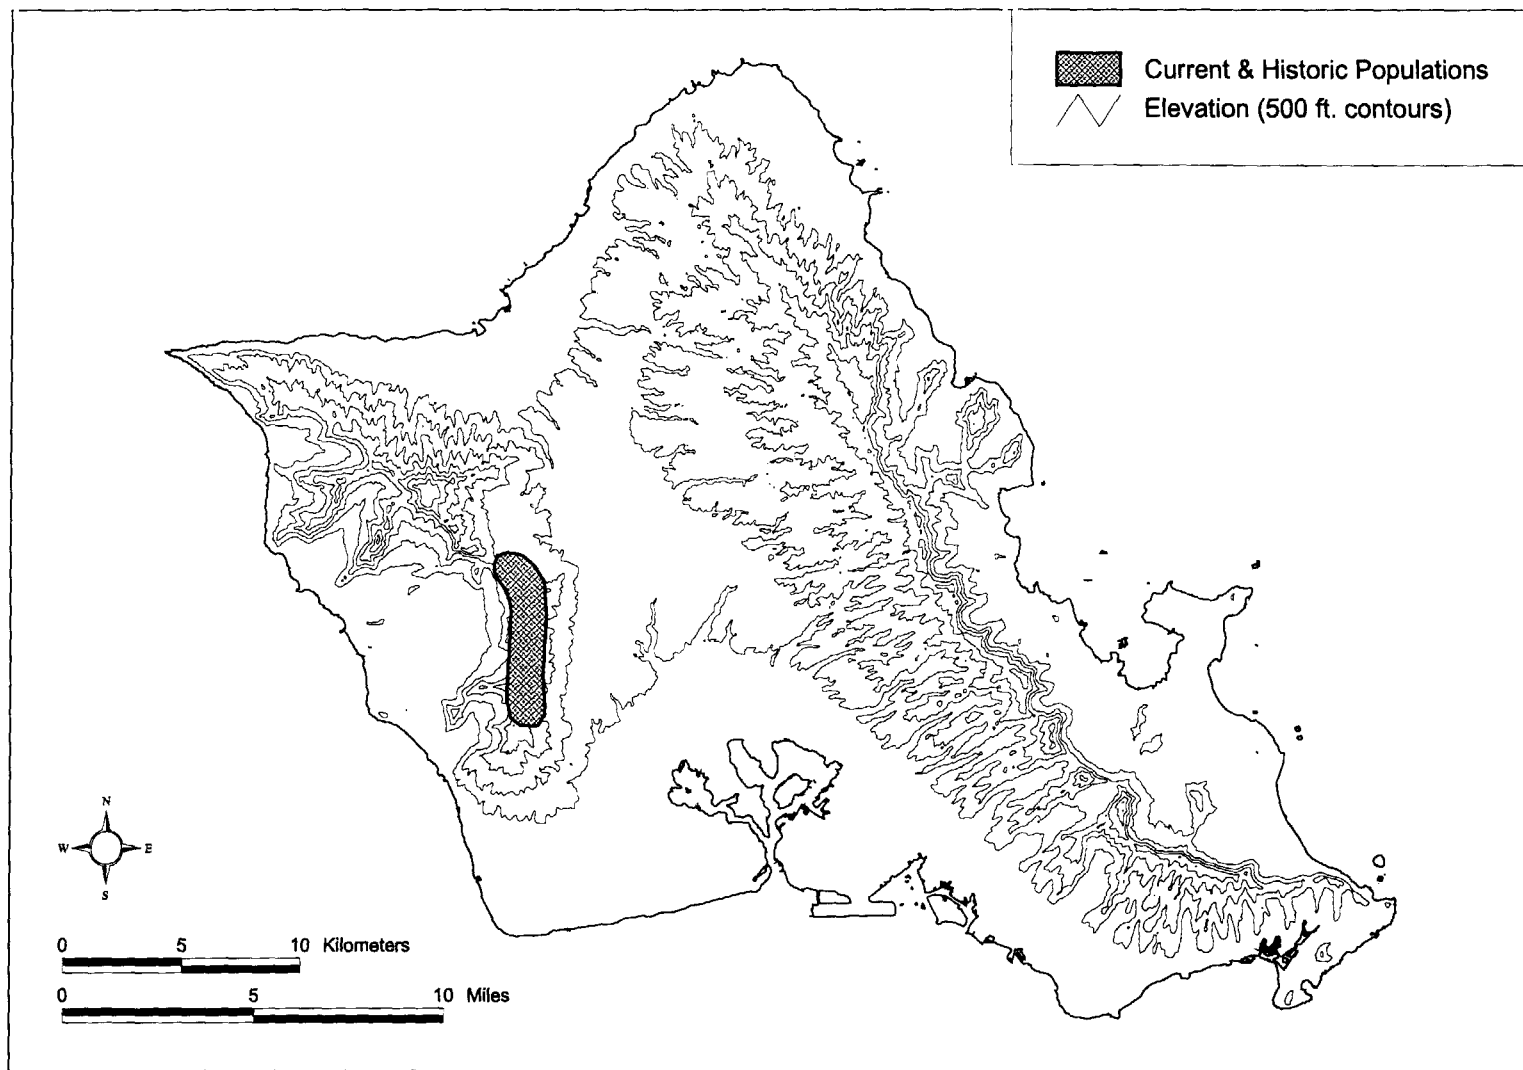 Current & Historic Populations
Elevation (500 ft. contours)
N
W E
S
0 5 10 Kilometers
0 5 10 Miles